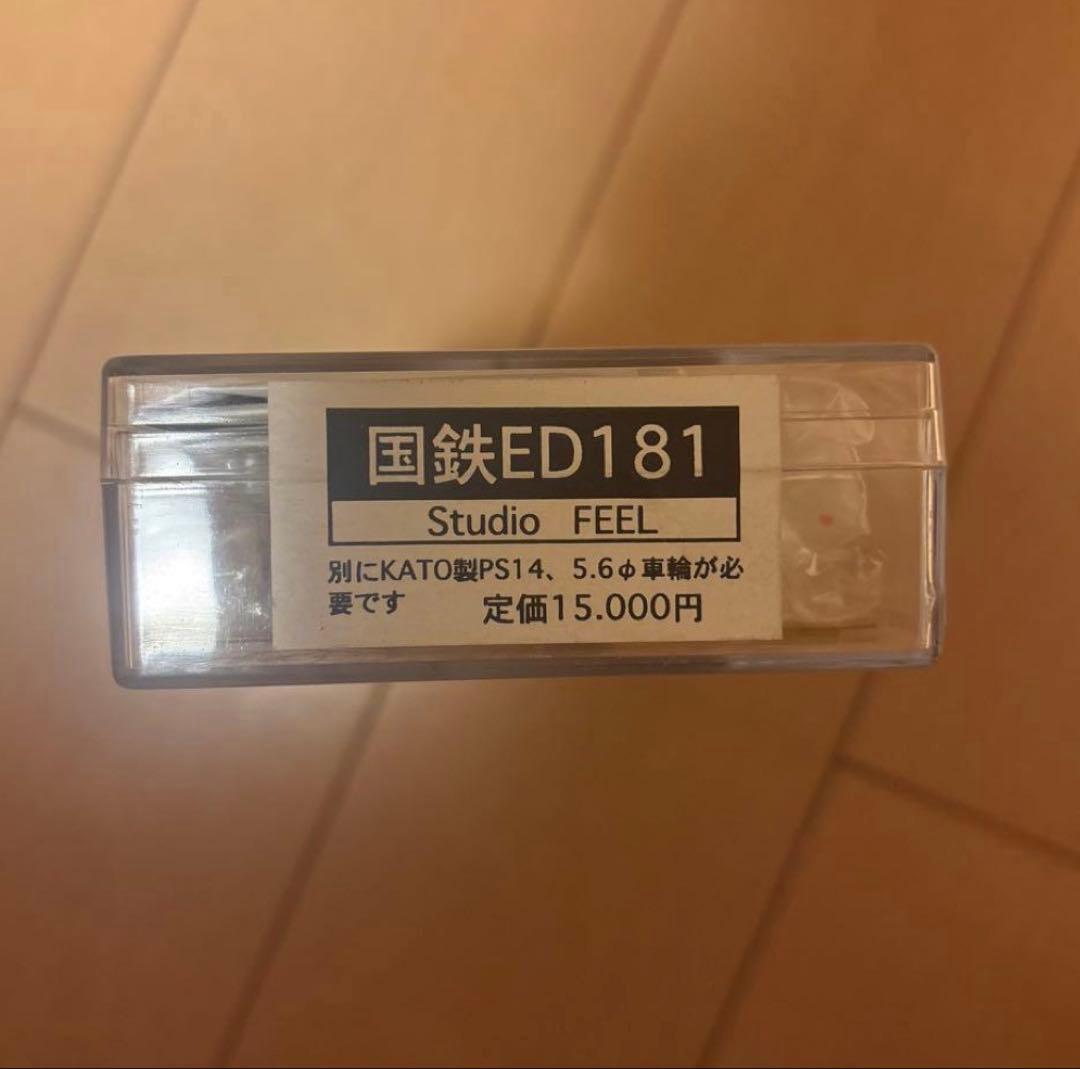 国鉄ED181
Studio FEEL
別にKATO製PS14、5.6φ車輪が必
要です 定価15.000円